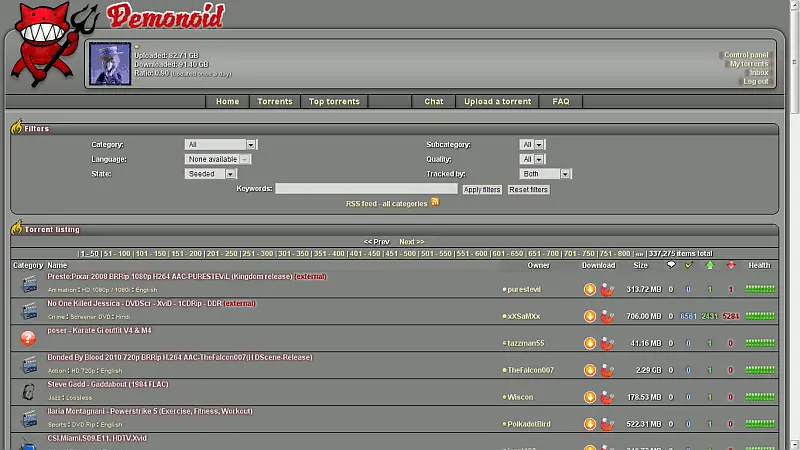 Demonoid
Uploaded: 82.71 GB
Downloaded: 91.40 GB
Ratio: 0.90 (Updated once a day)
Control panel
My torrents
Inbox
Log out
Home Torrents Top torrents Chat Upload a torrent FAQ
Filters
Category: All Subcategory: All
Language: None available Quality: All
State: Seeded Tracked by: Both
Keywords: Apply filters Reset filters
RSS feed - all categories
Torrent listing
<< Prev Next >>
| 1 - 50 | 51 - 100 | 101 - 150 | 151 - 200 | 201 - 250 | 251 - 300 | 301 - 350 | 351 - 400 | 401 - 450 | 451 - 500 | 501 - 550 | 551 - 600 | 601 - 650 | 651 - 700 | 701 - 750 | 751 - 800 | »» | 337,275 items total
Category Name Owner Download Size Health
Presto:Pixar 2008 BRRip 1080p H264 AAC-PURESTEViL (Kingdom release) (external)
Animation : HD 1080p / 1080i : English purestevil 313.72 MB 0 0 1 1
No One Killed Jessica - DVDScr - XviD - 1CDRip - DDR (external)
Crime : Screener DVD : Hindi xXSaMXx 706.00 MB 0 8561 2431 5284
poser - Karate Gi outfit V4 & M4
tazzman55 41.16 MB 0 0 1 0
Bonded By Blood 2010 720p BRRip H.264 AAC-TheFalcon007(HDScene-Release)
Action : HD 720p : English TheFalcon007 2.29 GB 0 0 1 0
Steve Gadd - Gaddabout (1984 FLAC)
Jazz : Lossless Wiscon 178.53 MB 0 0 1 0
Ilaria Montagnani - Powerstrike 5 (Exercise, Fitness, Workout)
Sports : DVD Rip : English PolkadotBird 522.31 MB 0 0 1 0
CSI.Miami.S09.E11. HDTV.Xvid